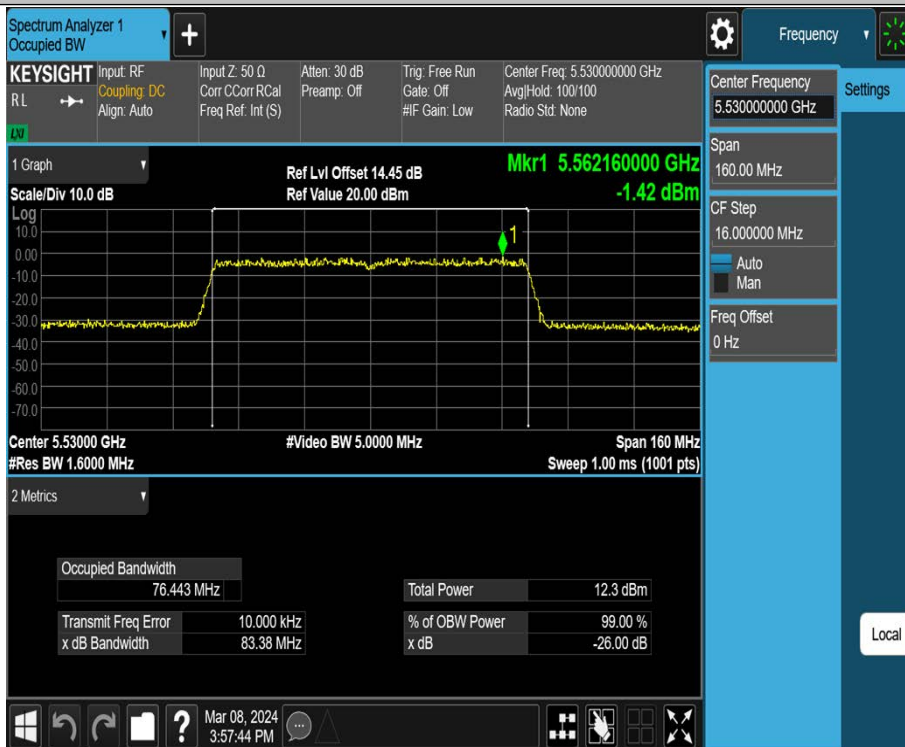 Spectrum Analyzer 1
Occupied BW
+
Frequency
KEYSIGHT
R L
LXI
Input: RF
Coupling: DC
Align: Auto
Input Z: 50 Ω
Corr CCorr RCal
Freq Ref: Int (S)
Atten: 30 dB
Preamp: Off
Trig: Free Run
Gate: Off
#IF Gain: Low
Center Freq: 5.530000000 GHz
Avg|Hold: 100/100
Radio Std: None
Center Frequency
5.530000000 GHz
Settings
Span
160.00 MHz
CF Step
16.000000 MHz
Auto
Man
Freq Offset
0 Hz
Local
1 Graph
Scale/Div 10.0 dB
Ref Lvl Offset 14.45 dB
Ref Value 20.00 dBm
Mkr1 5.562160000 GHz
-1.42 dBm
Log
10.0
0.00
-10.0
-20.0
-30.0
-40.0
-50.0
-60.0
-70.0
1
Center 5.53000 GHz
#Video BW 5.0000 MHz
Span 160 MHz
#Res BW 1.6000 MHz
Sweep 1.00 ms (1001 pts)
2 Metrics
Occupied Bandwidth
76.443 MHz
Total Power 12.3 dBm
Transmit Freq Error 10.000 kHz
% of OBW Power 99.00 %
x dB Bandwidth 83.38 MHz
x dB -26.00 dB
?
Mar 08, 2024
3:57:44 PM